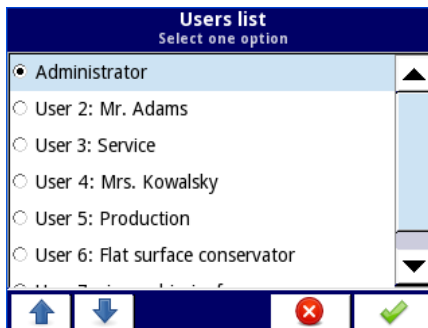 Users list
Select one option
Administrator
User 2: Mr. Adams
User 3: Service
User 4: Mrs. Kowalsky
User 5: Production
User 6: Flat surface conservator